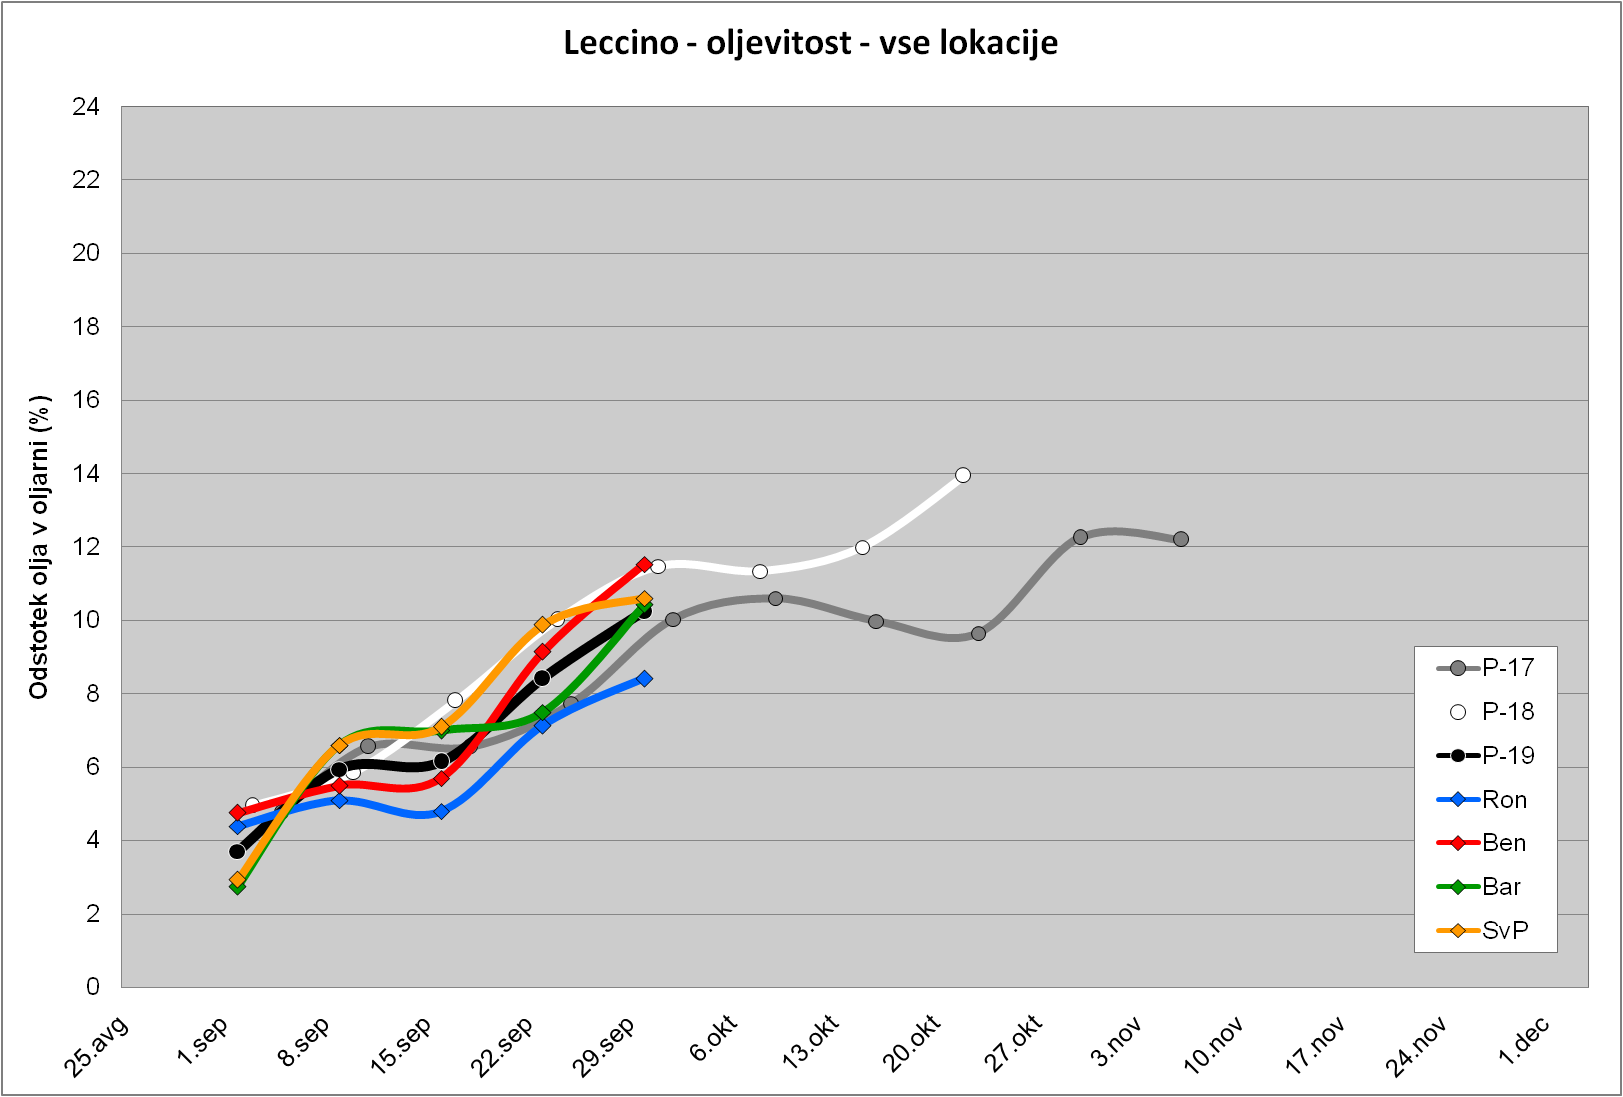 Leccino - oljevitost - vse lokacije
Odstotek olja v oljarni (%)
24
22
20
18
16
14
12
10
8
6
4
2
0
25.avg
1.sep
8.sep
15.sep
22.sep
29.sep
6.okt
13.okt
20.okt
27.okt
3.nov
10.nov
17.nov
24.nov
1.dec
P-17
P-18
P-19
Ron
Ben
Bar
SvP